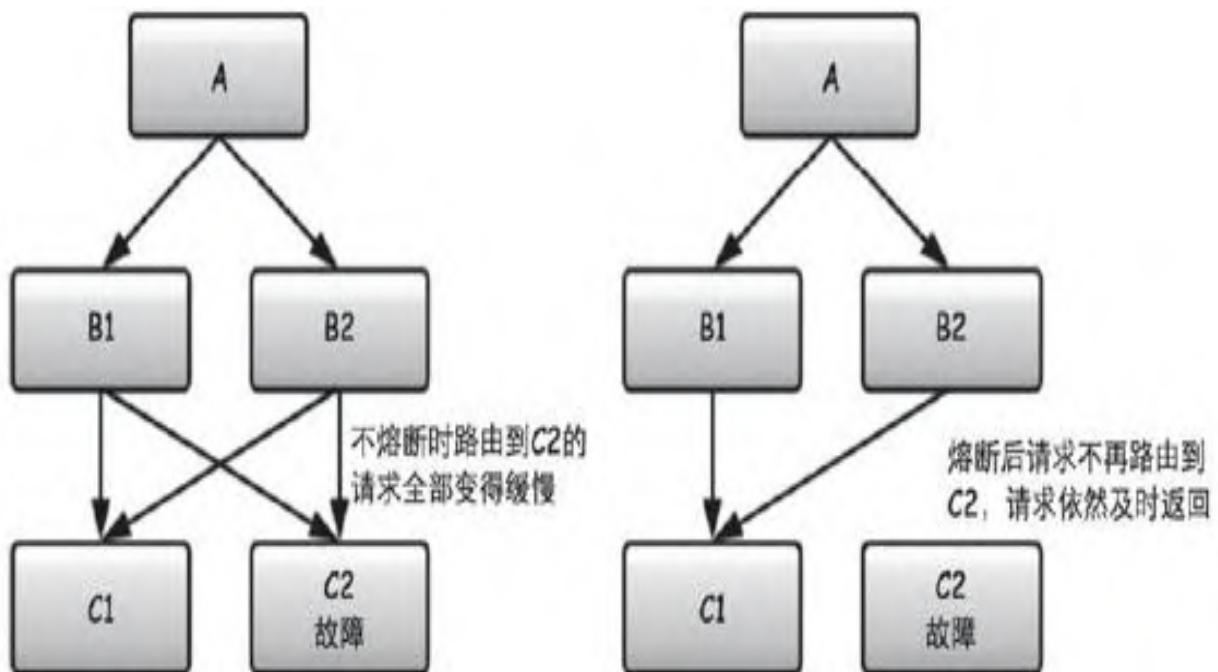 A
B1
B2
不熔断时路由到C2的
请求全部变得缓慢
C1
C2
故障
A
B1
B2
熔断后请求不再路由到
C2，请求依然及时返回
C1
C2
故障